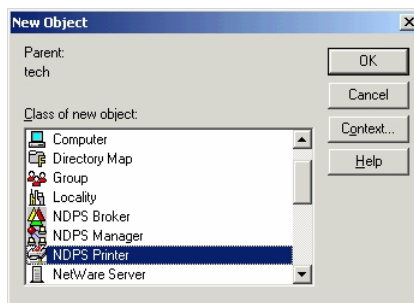 New Object
Parent:
tech
Class of new object:
Computer
Directory Map
Group
Locality
NDPS Broker
NDPS Manager
NDPS Printer
NetWare Server
OK
Cancel
Context...
Help